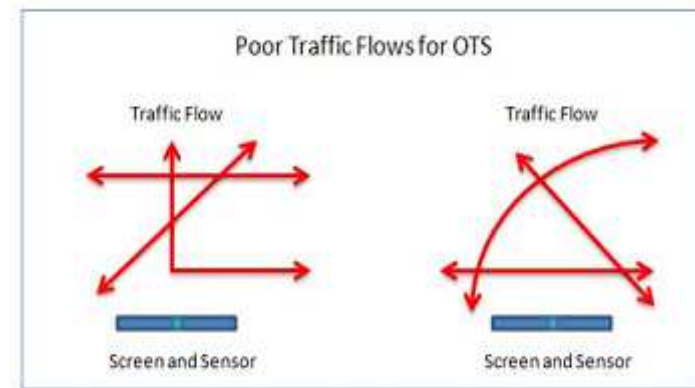 Poor Traffic Flows for OTS
Traffic Flow
Traffic Flow
Screen and Sensor
Screen and Sensor